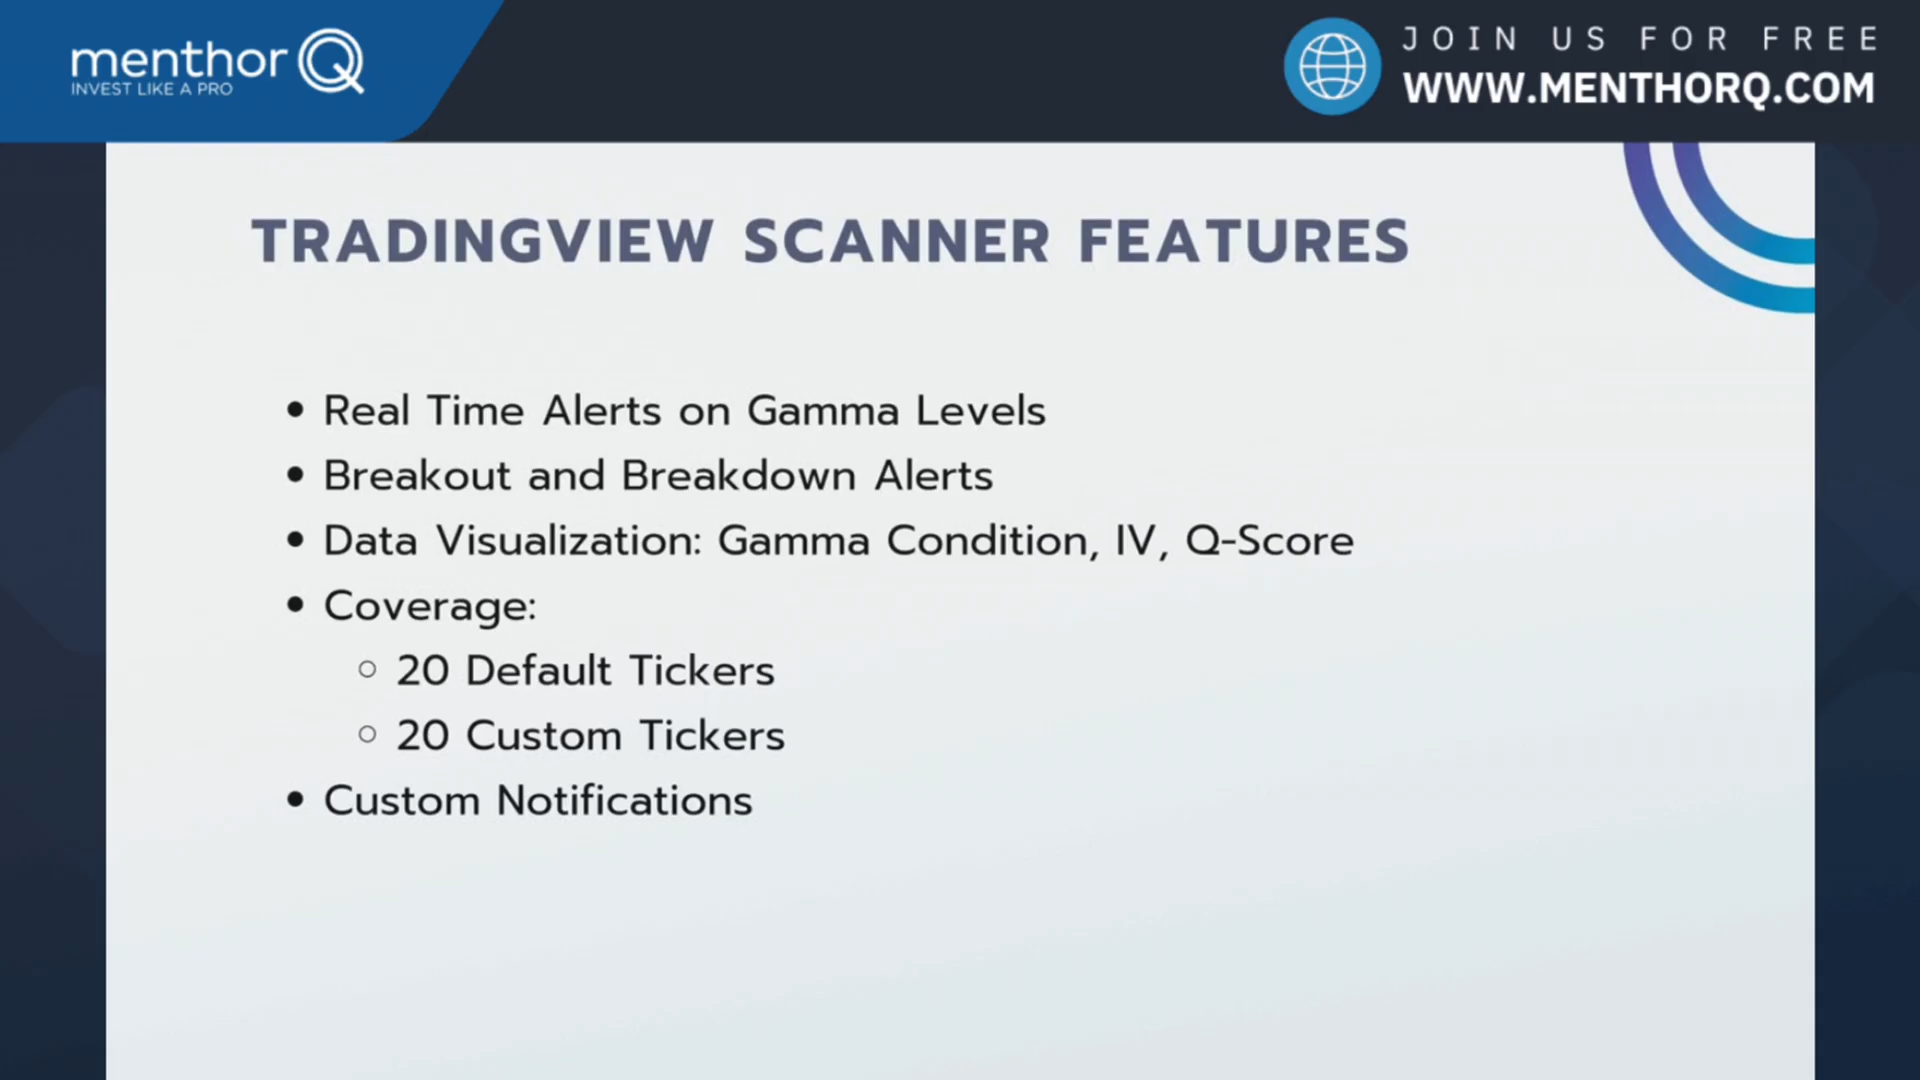 menthorQ
INVEST LIKE A PRO
JOIN US FOR FREE
WWW.MENTHORQ.COM
TRADINGVIEW SCANNER FEATURES
• Real Time Alerts on Gamma Levels
• Breakout and Breakdown Alerts
• Data Visualization: Gamma Condition, IV, Q-Score
• Coverage:
○ 20 Default Tickers
○ 20 Custom Tickers
• Custom Notifications